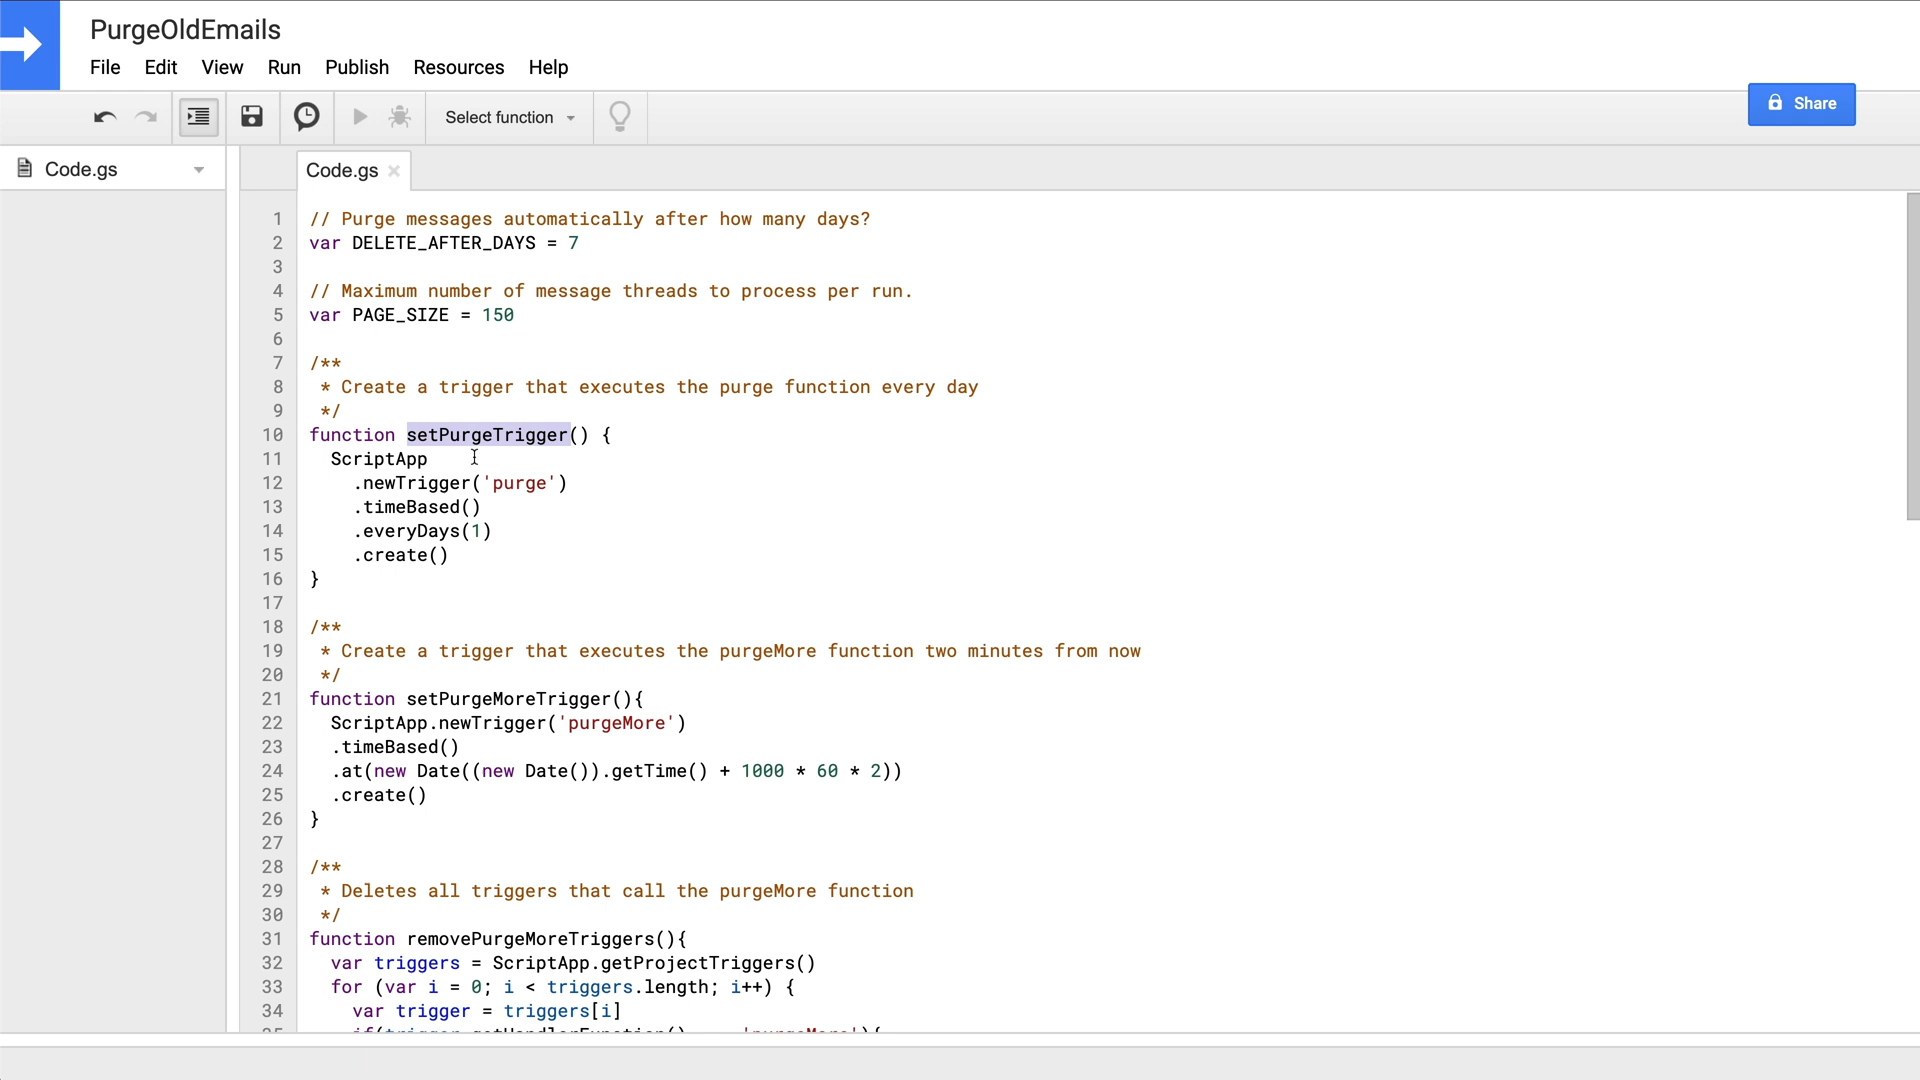 PurgeOldEmails
File Edit View Run Publish Resources Help
Select function
Share
Code.gs
Code.gs
1 // Purge messages automatically after how many days?
2 var DELETE_AFTER_DAYS = 7
3
4 // Maximum number of message threads to process per run.
5 var PAGE_SIZE = 150
6
7 /**
8  * Create a trigger that executes the purge function every day
9  */
10 function setPurgeTrigger() {
11   ScriptApp
12     .newTrigger('purge')
13     .timeBased()
14     .everyDays(1)
15     .create()
16 }
17
18 /**
19  * Create a trigger that executes the purgeMore function two minutes from now
20  */
21 function setPurgeMoreTrigger(){
22   ScriptApp.newTrigger('purgeMore')
23   .timeBased()
24   .at(new Date((new Date()).getTime() + 1000 * 60 * 2))
25   .create()
26 }
27
28 /**
29  * Deletes all triggers that call the purgeMore function
30  */
31 function removePurgeMoreTriggers(){
32   var triggers = ScriptApp.getProjectTriggers()
33   for (var i = 0; i < triggers.length; i++) {
34     var trigger = triggers[i]